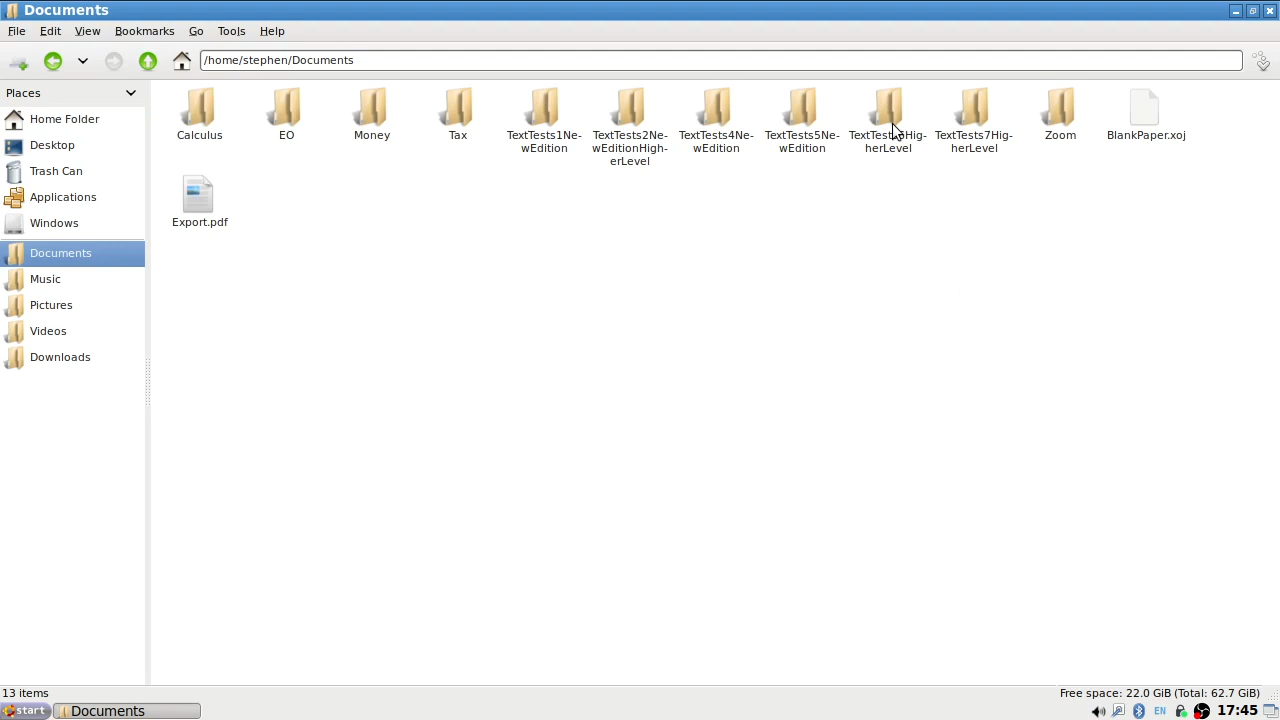 Documents
File Edit View Bookmarks Go Tools Help
/home/stephen/Documents
Places
Home Folder
Desktop
Trash Can
Applications
Windows
Documents
Music
Pictures
Videos
Downloads
Calculus
EO
Money
Tax
TextTests1Ne-
wEdition
TextTests2Ne-
wEditionHigh-
erLevel
TextTests4Ne-
wEdition
TextTests5Ne-
wEdition
Hig-
herLevel
TextTests7Hig-
herLevel
Zoom
BlankPaper.xoj
Export.pdf
13 items
Free space: 22.0 GiB (Total: 62.7 GiB)
start
Documents
EN
17:45